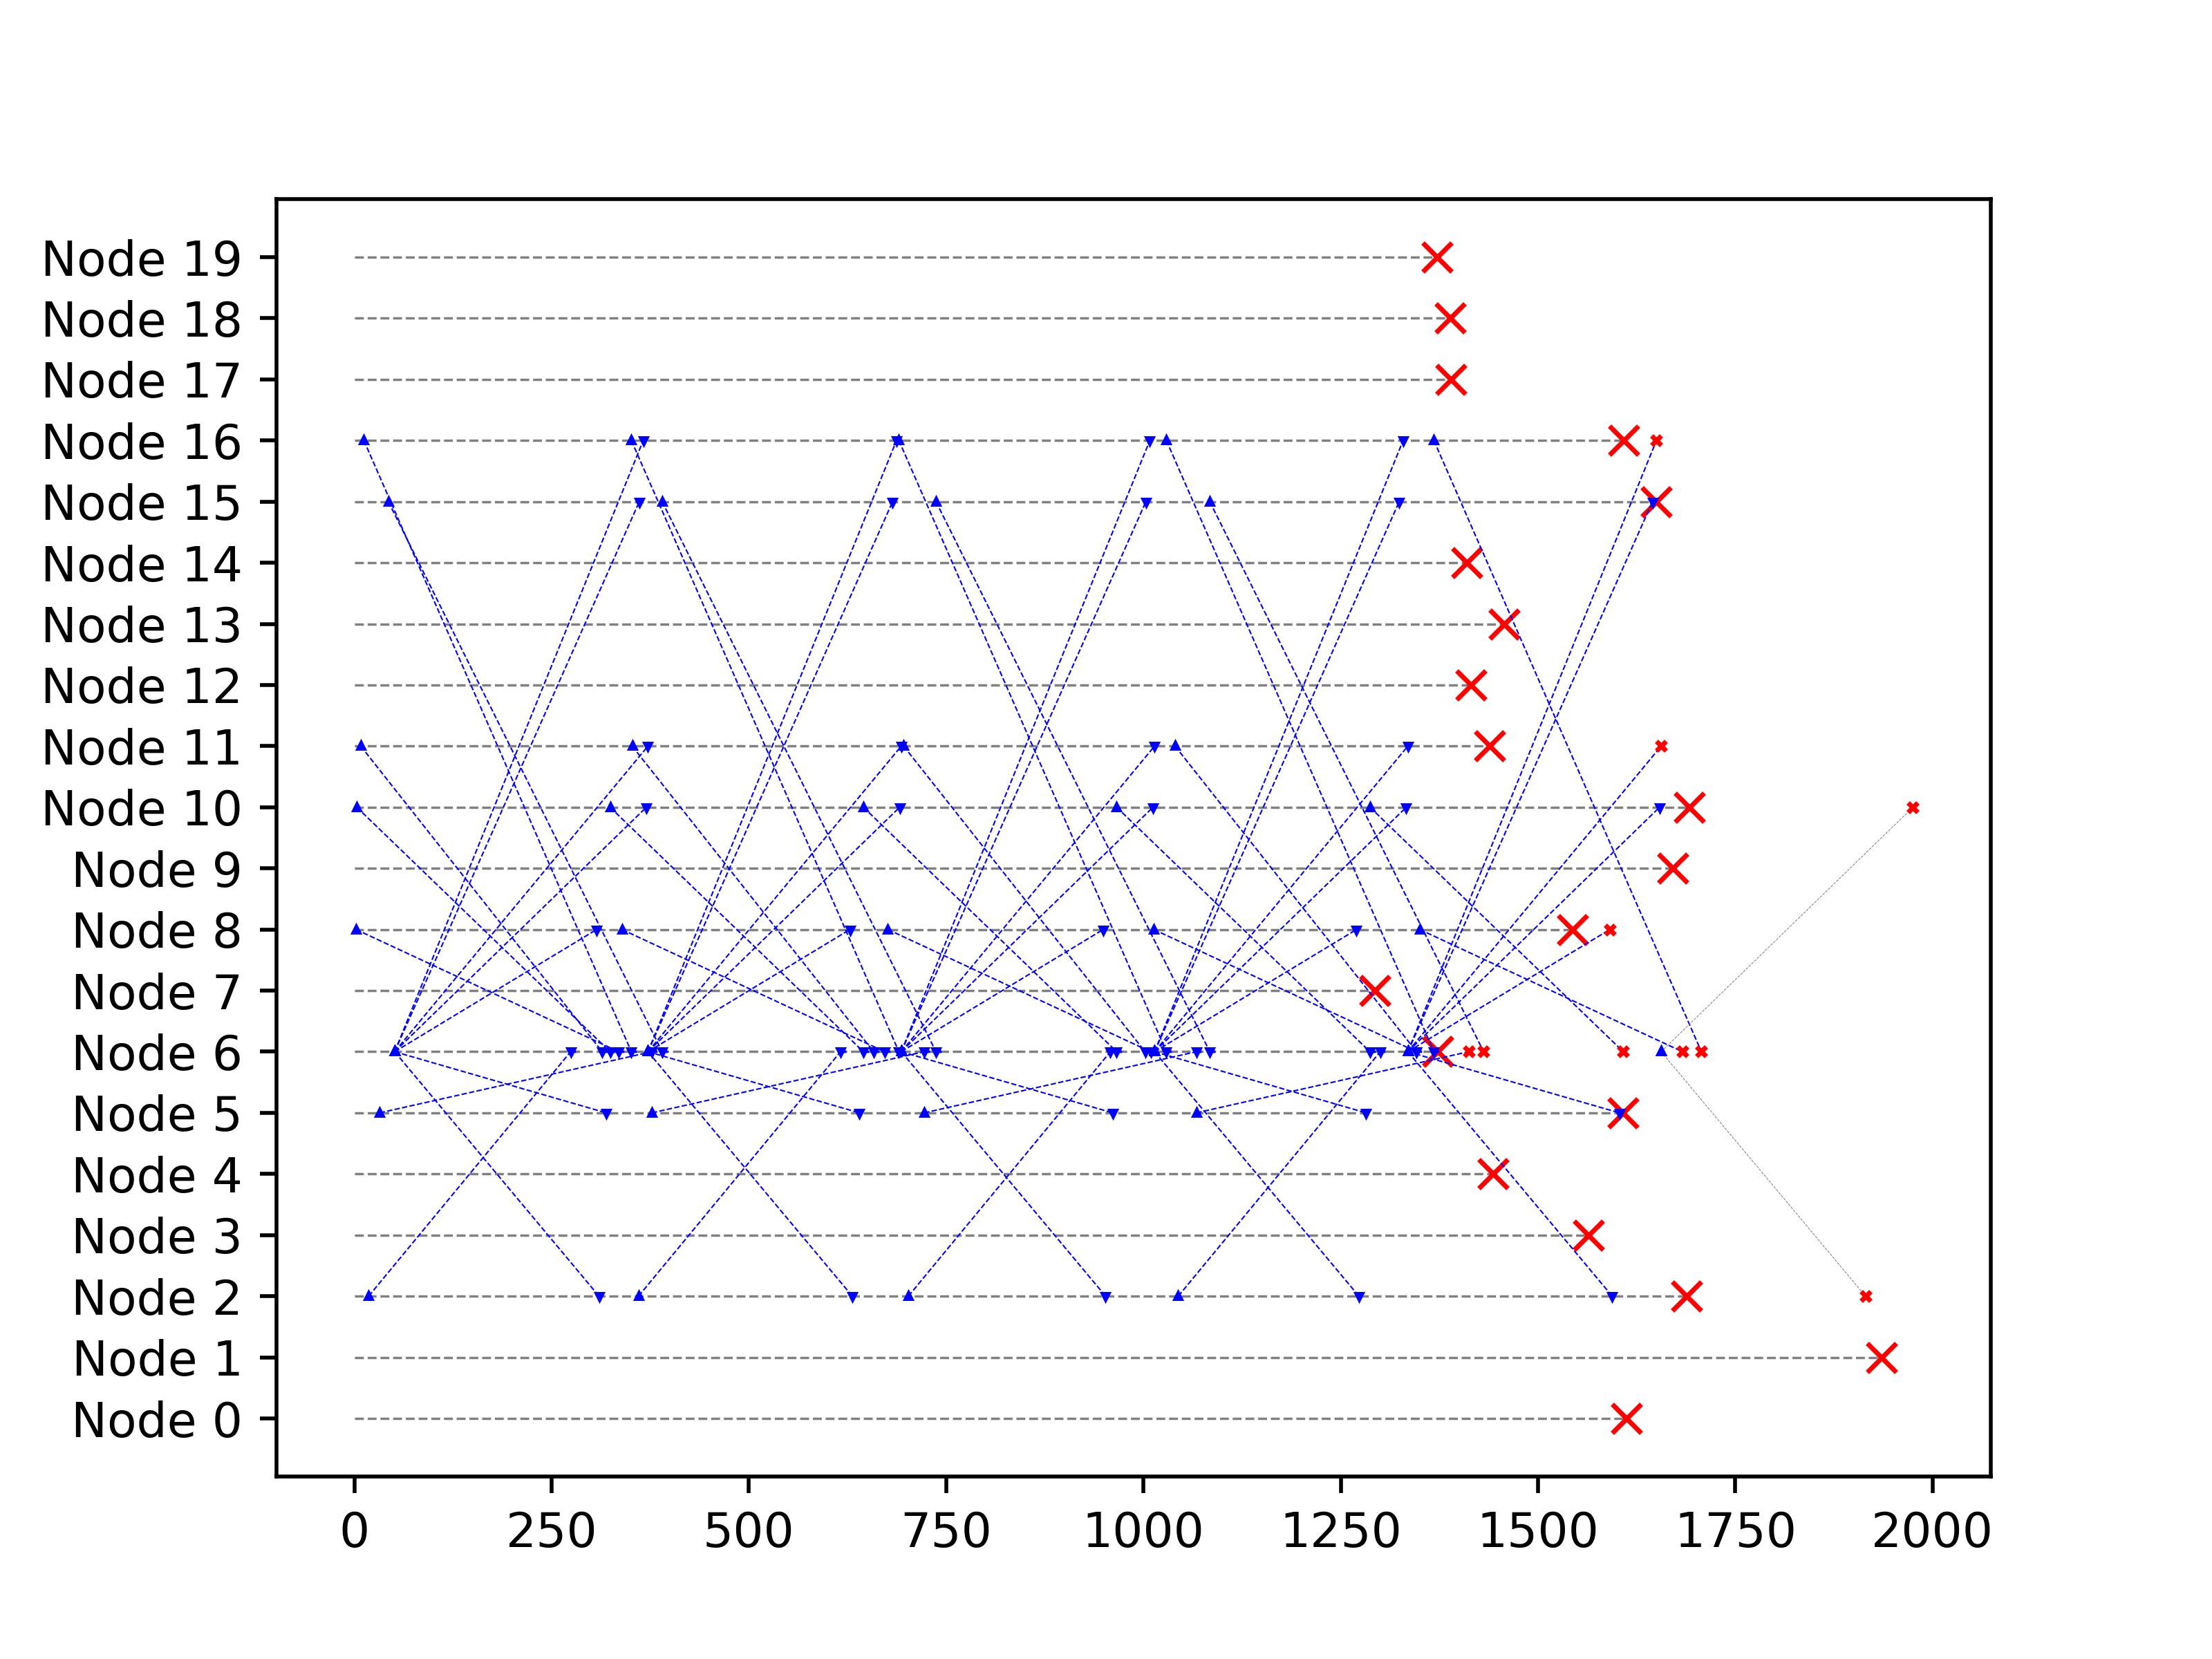 Node 19
Node 18
Node 17
Node 16
Node 15
Node 14
Node 13
Node 12
Node 11
Node 10
Node 9
Node 8
Node 7
Node 6
Node 5
Node 4
Node 3
Node 2
Node 1
Node 0
0 250 500 750 1000 1250 1500 1750 2000